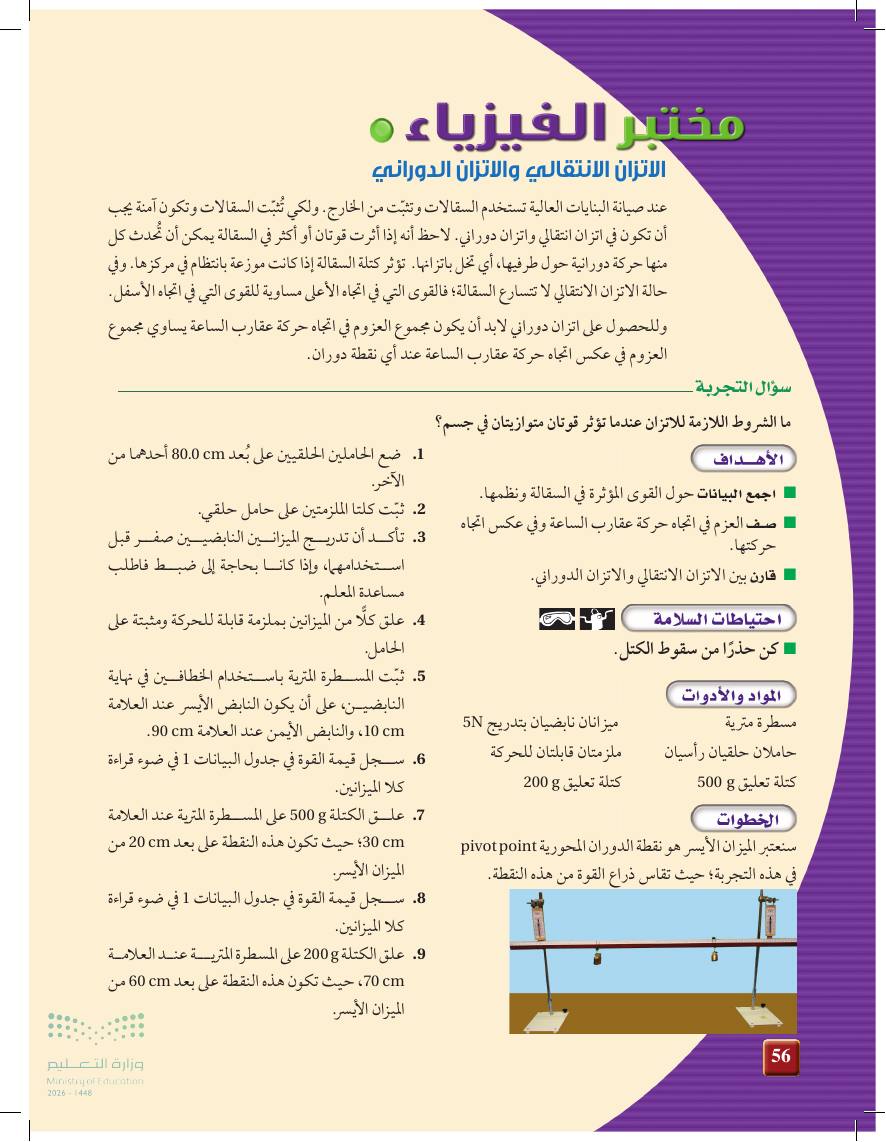 مختبر الفيزياء
الاتزان الانتقالي والاتزان الدوراني
عند صيانة البنايات العالية تستخدم السقالات وتثبّت من الخارج. ولكي تُثبّت السقالات وتكون آمنة يجب
أن تكون في اتزان انتقالي واتزان دوراني. لاحظ أنه إذا أثرت قوتان أو أكثر في السقالة يمكن أن تُحدث كل
منها حركة دورانية حول طرفيها، أي تخل باتزانها. تؤثر كتلة السقالة إذا كانت موزعة بانتظام في مركزها. وفي
حالة الاتزان الانتقالي لا تتسارع السقالة؛ فالقوى التي في اتجاه الأعلى مساوية للقوى التي في اتجاه الأسفل.
وللحصول على اتزان دوراني لابد أن يكون مجموع العزوم في اتجاه حركة عقارب الساعة يساوي مجموع
العزوم في عكس اتجاه حركة عقارب الساعة عند أي نقطة دوران.
سؤال التجربة
ما الشروط اللازمة للاتزان عندما تؤثر قوتان متوازيتان في جسم؟
الأهـداف
■ اجمع البيانات حول القوى المؤثرة في السقالة ونظمها.
■ صف العزم في اتجاه حركة عقارب الساعة وفي عكس اتجاه
حركتها.
■ قارن بين الاتزان الانتقالي والاتزان الدوراني.
احتياطات السلامة
■ كن حذرًا من سقوط الكتل.
المواد والأدوات
مسطرة مترية ميزانان نابضيان بتدريج 5N
حاملان حلقيان رأسيان ملزمتان قابلتان للحركة
كتلة تعليق 500 g كتلة تعليق 200 g
الخطوات
سنعتبر الميزان الأيسر هو نقطة الدوران المحورية pivot point
في هذه التجربة؛ حيث تقاس ذراع القوة من هذه النقطة.
1. ضع الحاملين الحلقيين على بُعد 80.0 cm أحدهما من
الآخر.
2. ثبّت كلتا الملزمتين على حامل حلقي.
3. تأكد أن تدريج الميزانين النابضيين صفر قبل
استخدامهما، وإذا كانا بحاجة إلى ضبط فاطلب
مساعدة المعلم.
4. علق كلًّا من الميزانين بملزمة قابلة للحركة ومثبتة على
الحامل.
5. ثبّت المسطرة المترية باستخدام الخطافين في نهاية
النابضين، على أن يكون النابض الأيسر عند العلامة
10 cm، والنابض الأيمن عند العلامة 90 cm.
6. سجل قيمة القوة في جدول البيانات 1 في ضوء قراءة
كلا الميزانين.
7. علق الكتلة 500 g على المسطرة المترية عند العلامة
30 cm؛ حيث تكون هذه النقطة على بعد 20 cm من
الميزان الأيسر.
8. سجل قيمة القوة في جدول البيانات 1 في ضوء قراءة
كلا الميزانين.
9. علق الكتلة 200 g على المسطرة المترية عند العلامة
70 cm، حيث تكون هذه النقطة على بعد 60 cm من
الميزان الأيسر.
56
وزارة التعليم
Ministry of Education
2026 - 1448